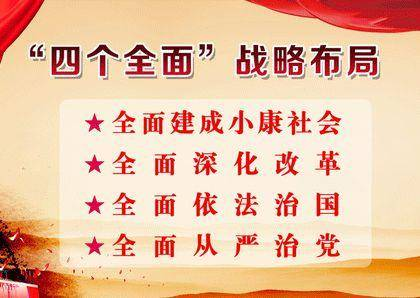 “四个全面”战略布局
★全面建成小康社会
★全面深化改革
★全面依法治国
★全面从严治党